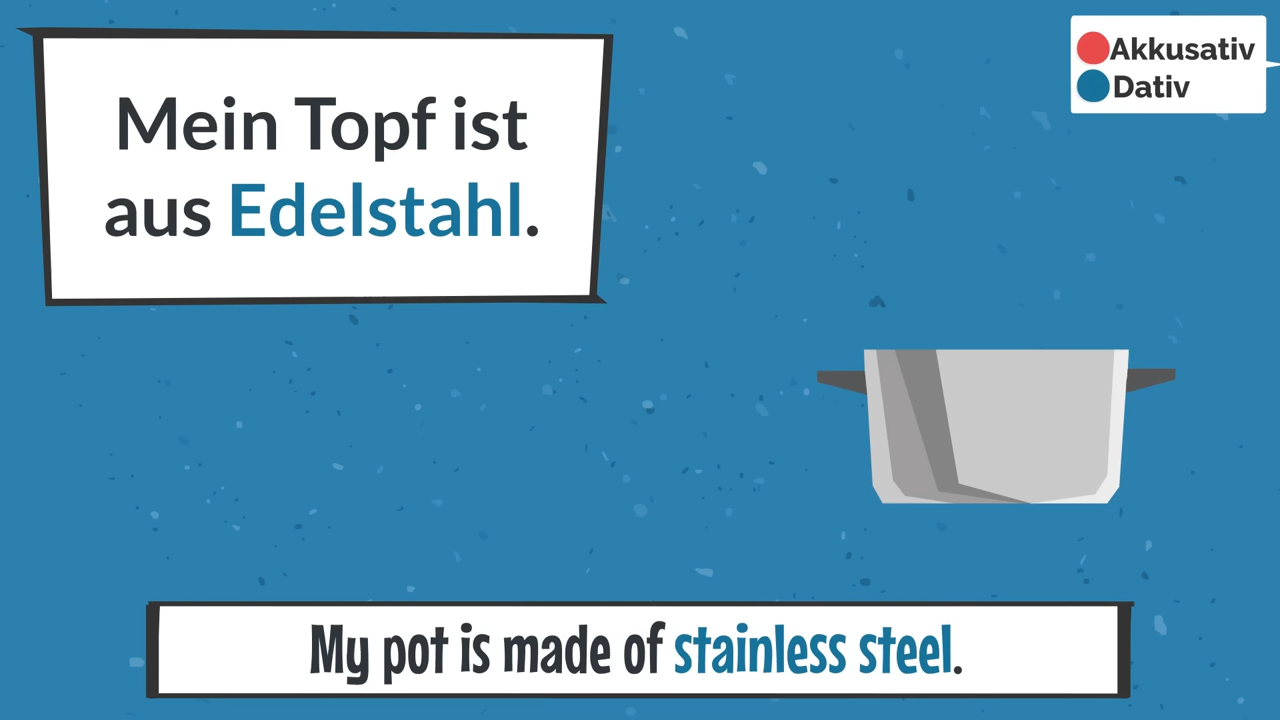 Mein Topf ist
aus Edelstahl.
Akkusativ
Dativ
My pot is made of stainless steel.